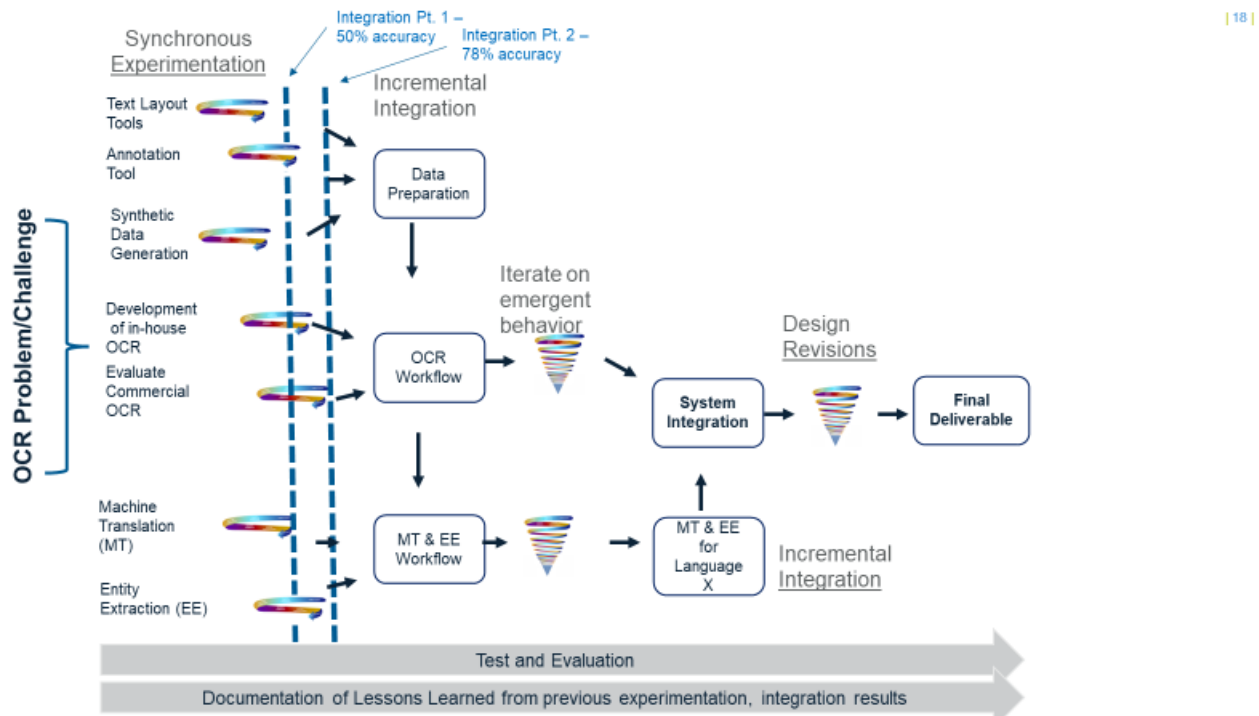 | 18 |
Integration Pt. 1 –
50% accuracy
Integration Pt. 2 –
78% accuracy
Synchronous
Experimentation
Incremental
Integration
Text Layout
Tools
Annotation
Tool
Synthetic
Data
Generation
Data
Preparation
OCR Problem/Challenge
Development
of in-house
OCR
Evaluate
Commercial
OCR
OCR
Workflow
Iterate on
emergent
behavior
System
Integration
Design
Revisions
Final
Deliverable
Machine
Translation
(MT)
Entity
Extraction (EE)
MT & EE
Workflow
MT & EE
for
Language
X
Incremental
Integration
Test and Evaluation
Documentation of Lessons Learned from previous experimentation, integration results